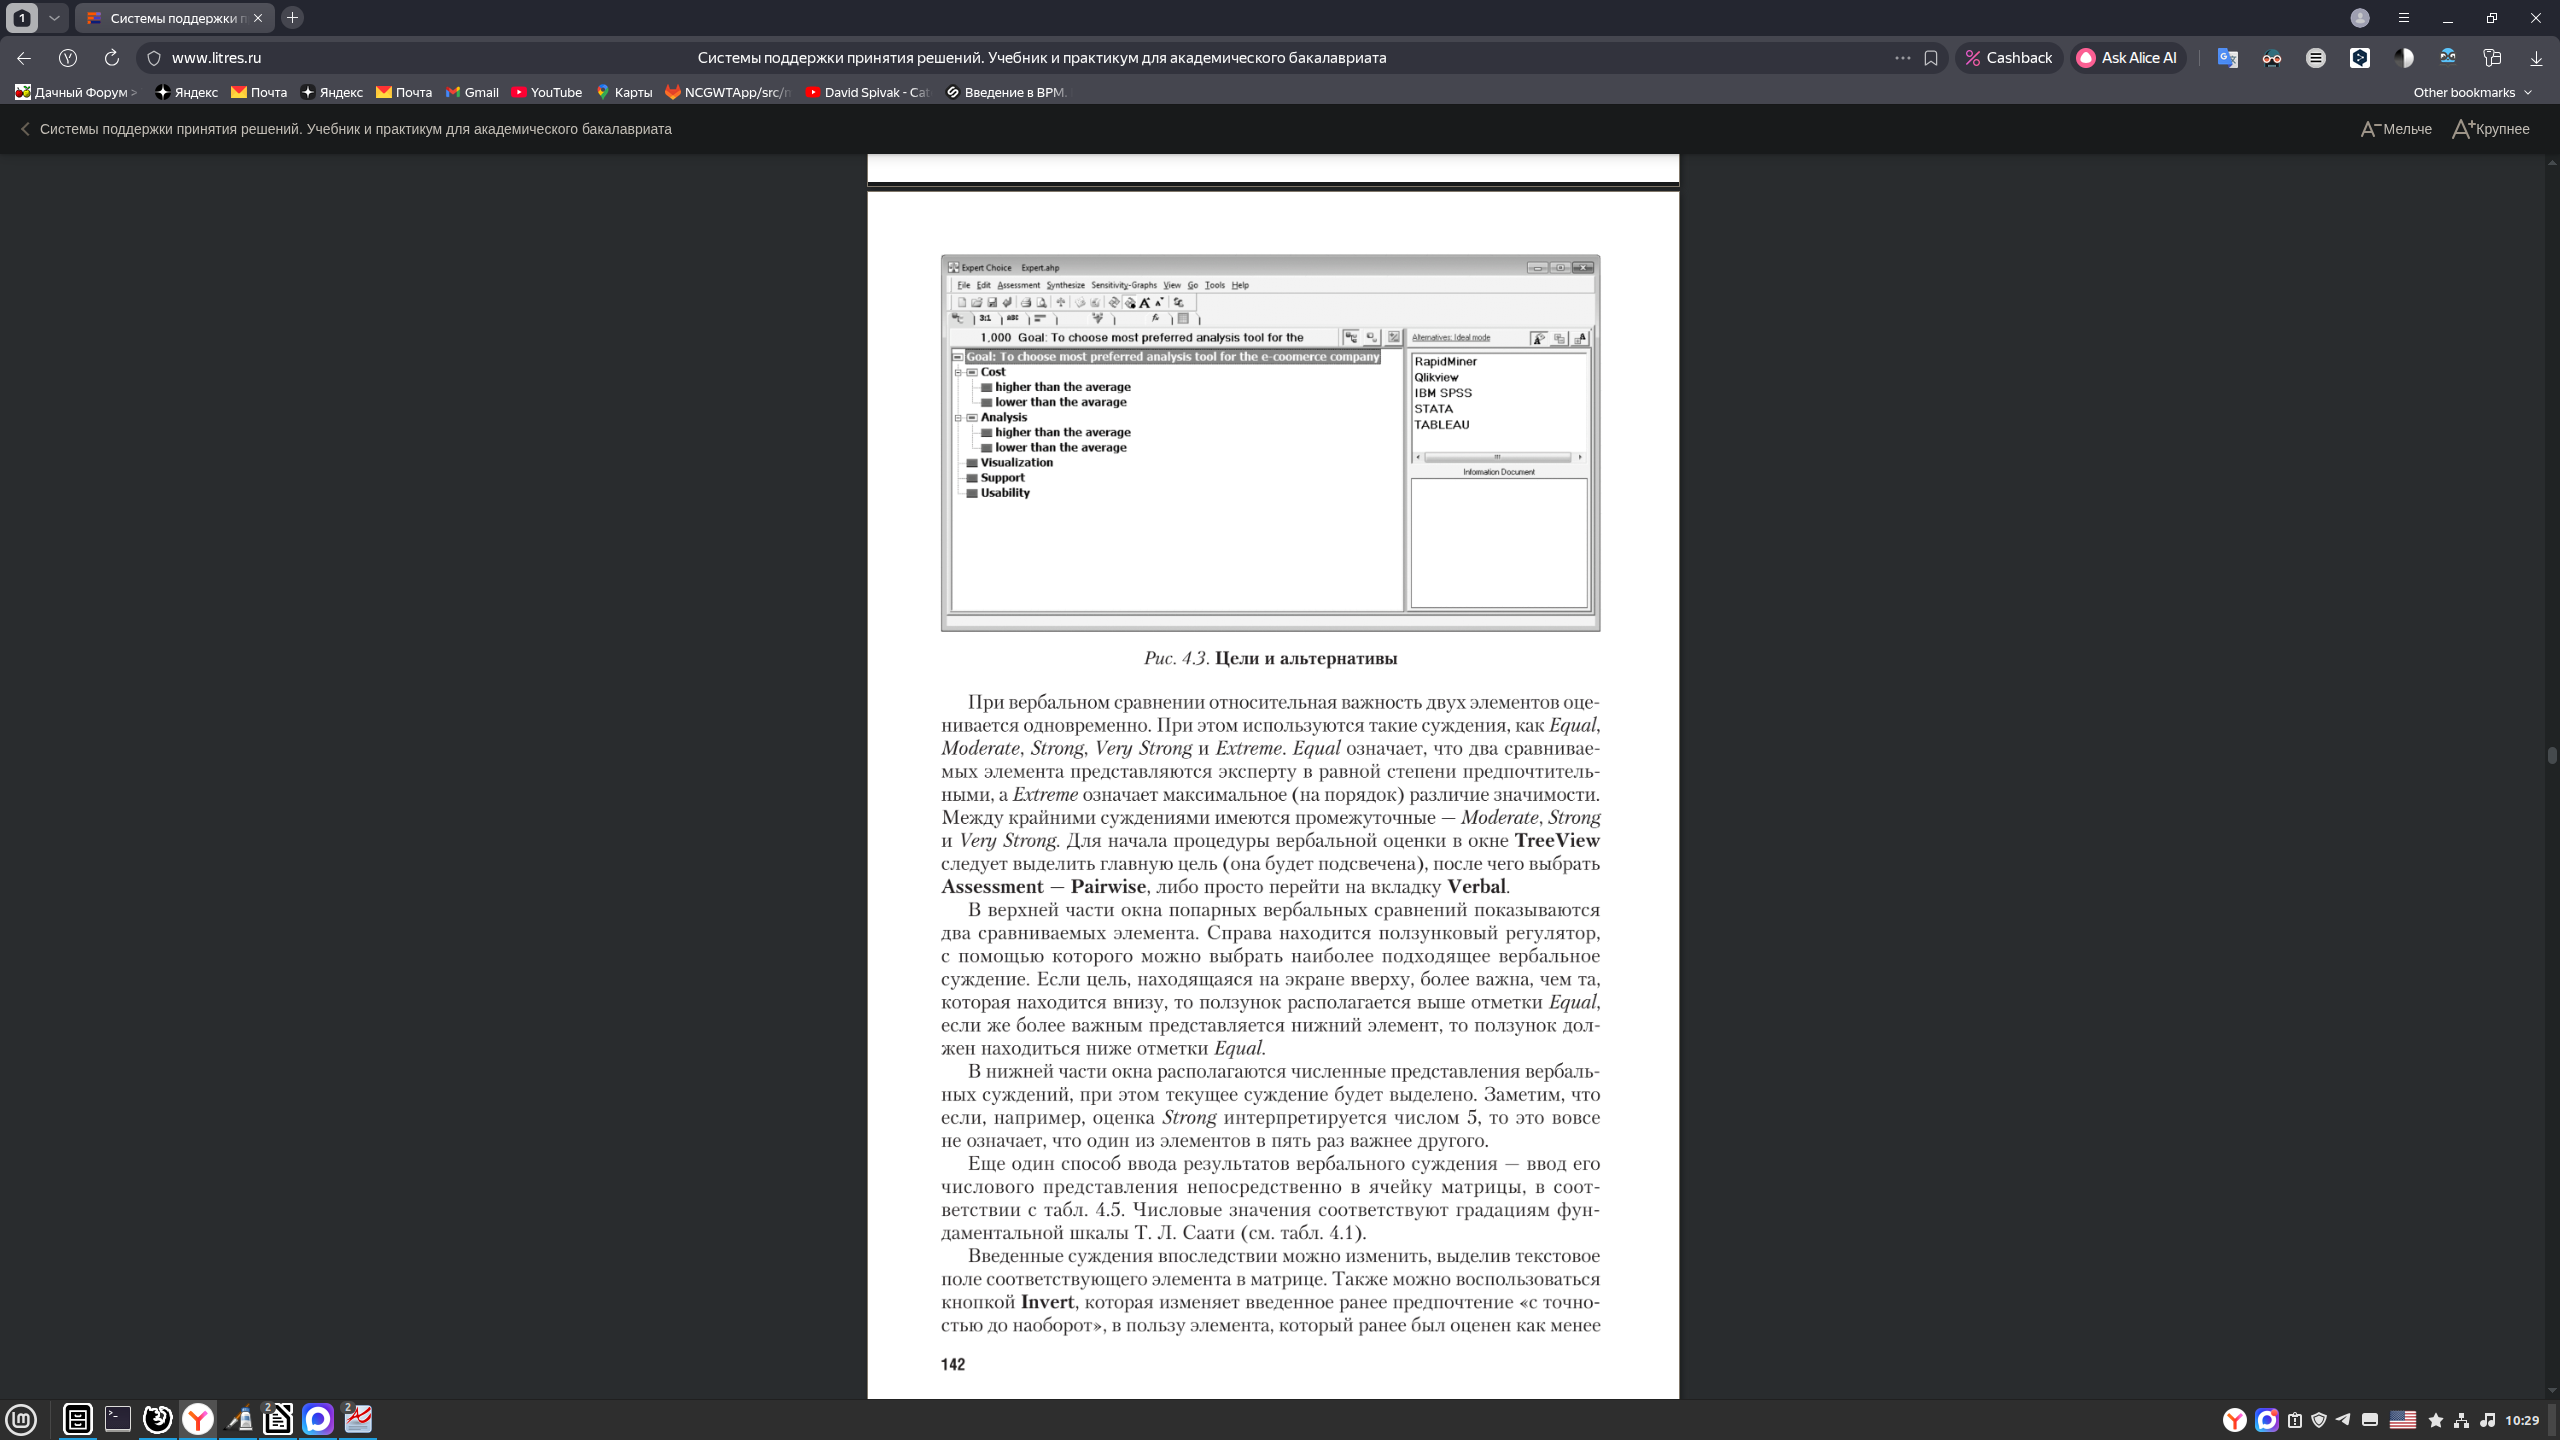 1
Системы поддержки п
www.litres.ru
Системы поддержки принятия решений. Учебник и практикум для академического бакалавриата
Cashback
Ask Alice AI
Дачный Форум >
Яндекс
Почта
Яндекс
Почта
Gmail
YouTube
Карты
NCGWTApp/src/
David Spivak - Cat
Введение в BPM.
Other bookmarks
Системы поддержки принятия решений. Учебник и практикум для академического бакалавриата
A− Мельче
A+ Крупнее
Expert Choice Expert.ahp
File Edit Assessment Synthesize Sensitivity-Graphs View Go Tools Help
3:1 ABC
1,000 Goal: To choose most preferred analysis tool for the
Alternatives: Ideal mode
Goal: To choose most preferred analysis tool for the e-coomerce company
Cost
higher than the average
lower than the avarage
Analysis
higher than the average
lower than the average
Visualization
Support
Usability
RapidMiner
Qlikview
IBM SPSS
STATA
TABLEAU
Information Document
Рис. 4.3. Цели и альтернативы
При вербальном сравнении относительная важность двух элементов оце-
нивается одновременно. При этом используются такие суждения, как Equal,
Moderate, Strong, Very Strong и Extreme. Equal означает, что два сравнивае-
мых элемента представляются эксперту в равной степени предпочтитель-
ными, а Extreme означает максимальное (на порядок) различие значимости.
Между крайними суждениями имеются промежуточные — Moderate, Strong
и Very Strong. Для начала процедуры вербальной оценки в окне TreeView
следует выделить главную цель (она будет подсвечена), после чего выбрать
Assessment — Pairwise, либо просто перейти на вкладку Verbal.
В верхней части окна попарных вербальных сравнений показываются
два сравниваемых элемента. Справа находится ползунковый регулятор,
с помощью которого можно выбрать наиболее подходящее вербальное
суждение. Если цель, находящаяся на экране вверху, более важна, чем та,
которая находится внизу, то ползунок располагается выше отметки Equal,
если же более важным представляется нижний элемент, то ползунок дол-
жен находиться ниже отметки Equal.
В нижней части окна располагаются численные представления вербаль-
ных суждений, при этом текущее суждение будет выделено. Заметим, что
если, например, оценка Strong интерпретируется числом 5, то это вовсе
не означает, что один из элементов в пять раз важнее другого.
Еще один способ ввода результатов вербального суждения — ввод его
числового представления непосредственно в ячейку матрицы, в соот-
ветствии с табл. 4.5. Числовые значения соответствуют градациям фун-
даментальной шкалы Т. Л. Саати (см. табл. 4.1).
Введенные суждения впоследствии можно изменить, выделив текстовое
поле соответствующего элемента в матрице. Также можно воспользоваться
кнопкой Invert, которая изменяет введенное ранее предпочтение «с точно-
стью до наоборот», в пользу элемента, который ранее был оценен как менее
142
2
2
10:29